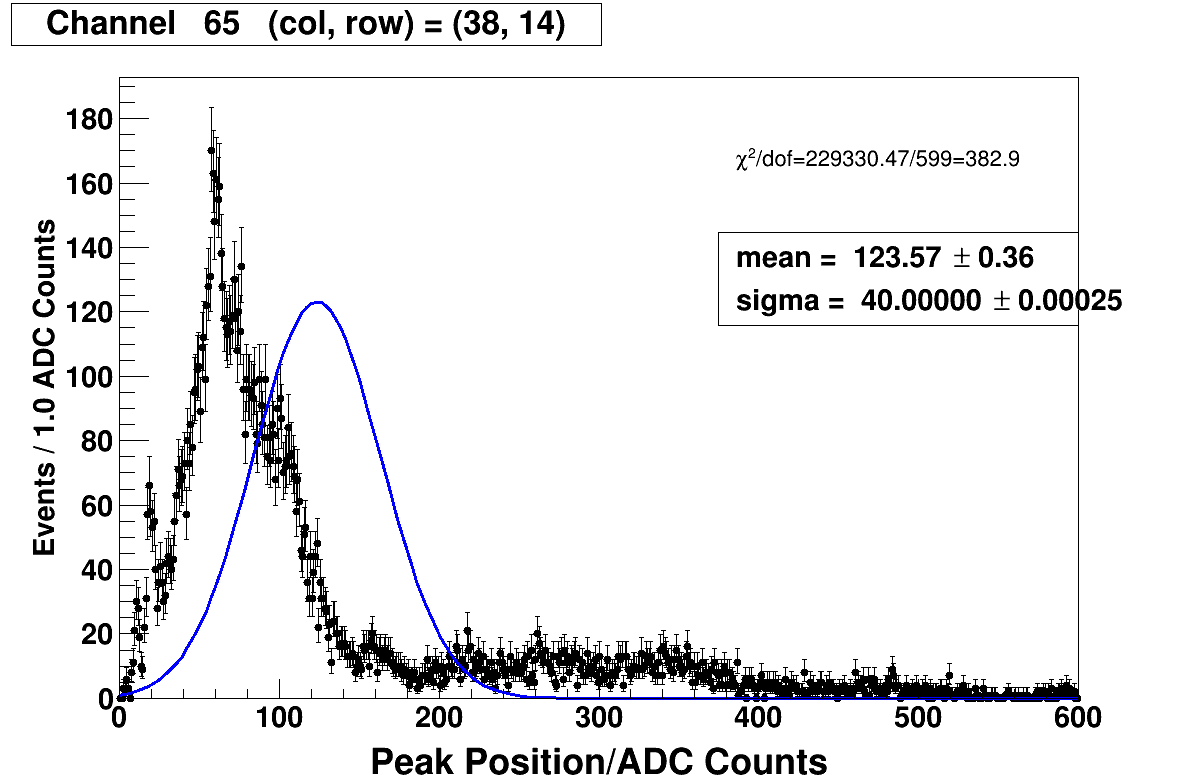 Channel 65 (col, row) = (38, 14)
χ²/dof=229330.47/599=382.9
mean = 123.57 ± 0.36
sigma = 40.00000 ± 0.00025
Events / 1.0 ADC Counts
180
160
140
120
100
80
60
40
20
0
0 100 200 300 400 500 600
Peak Position/ADC Counts